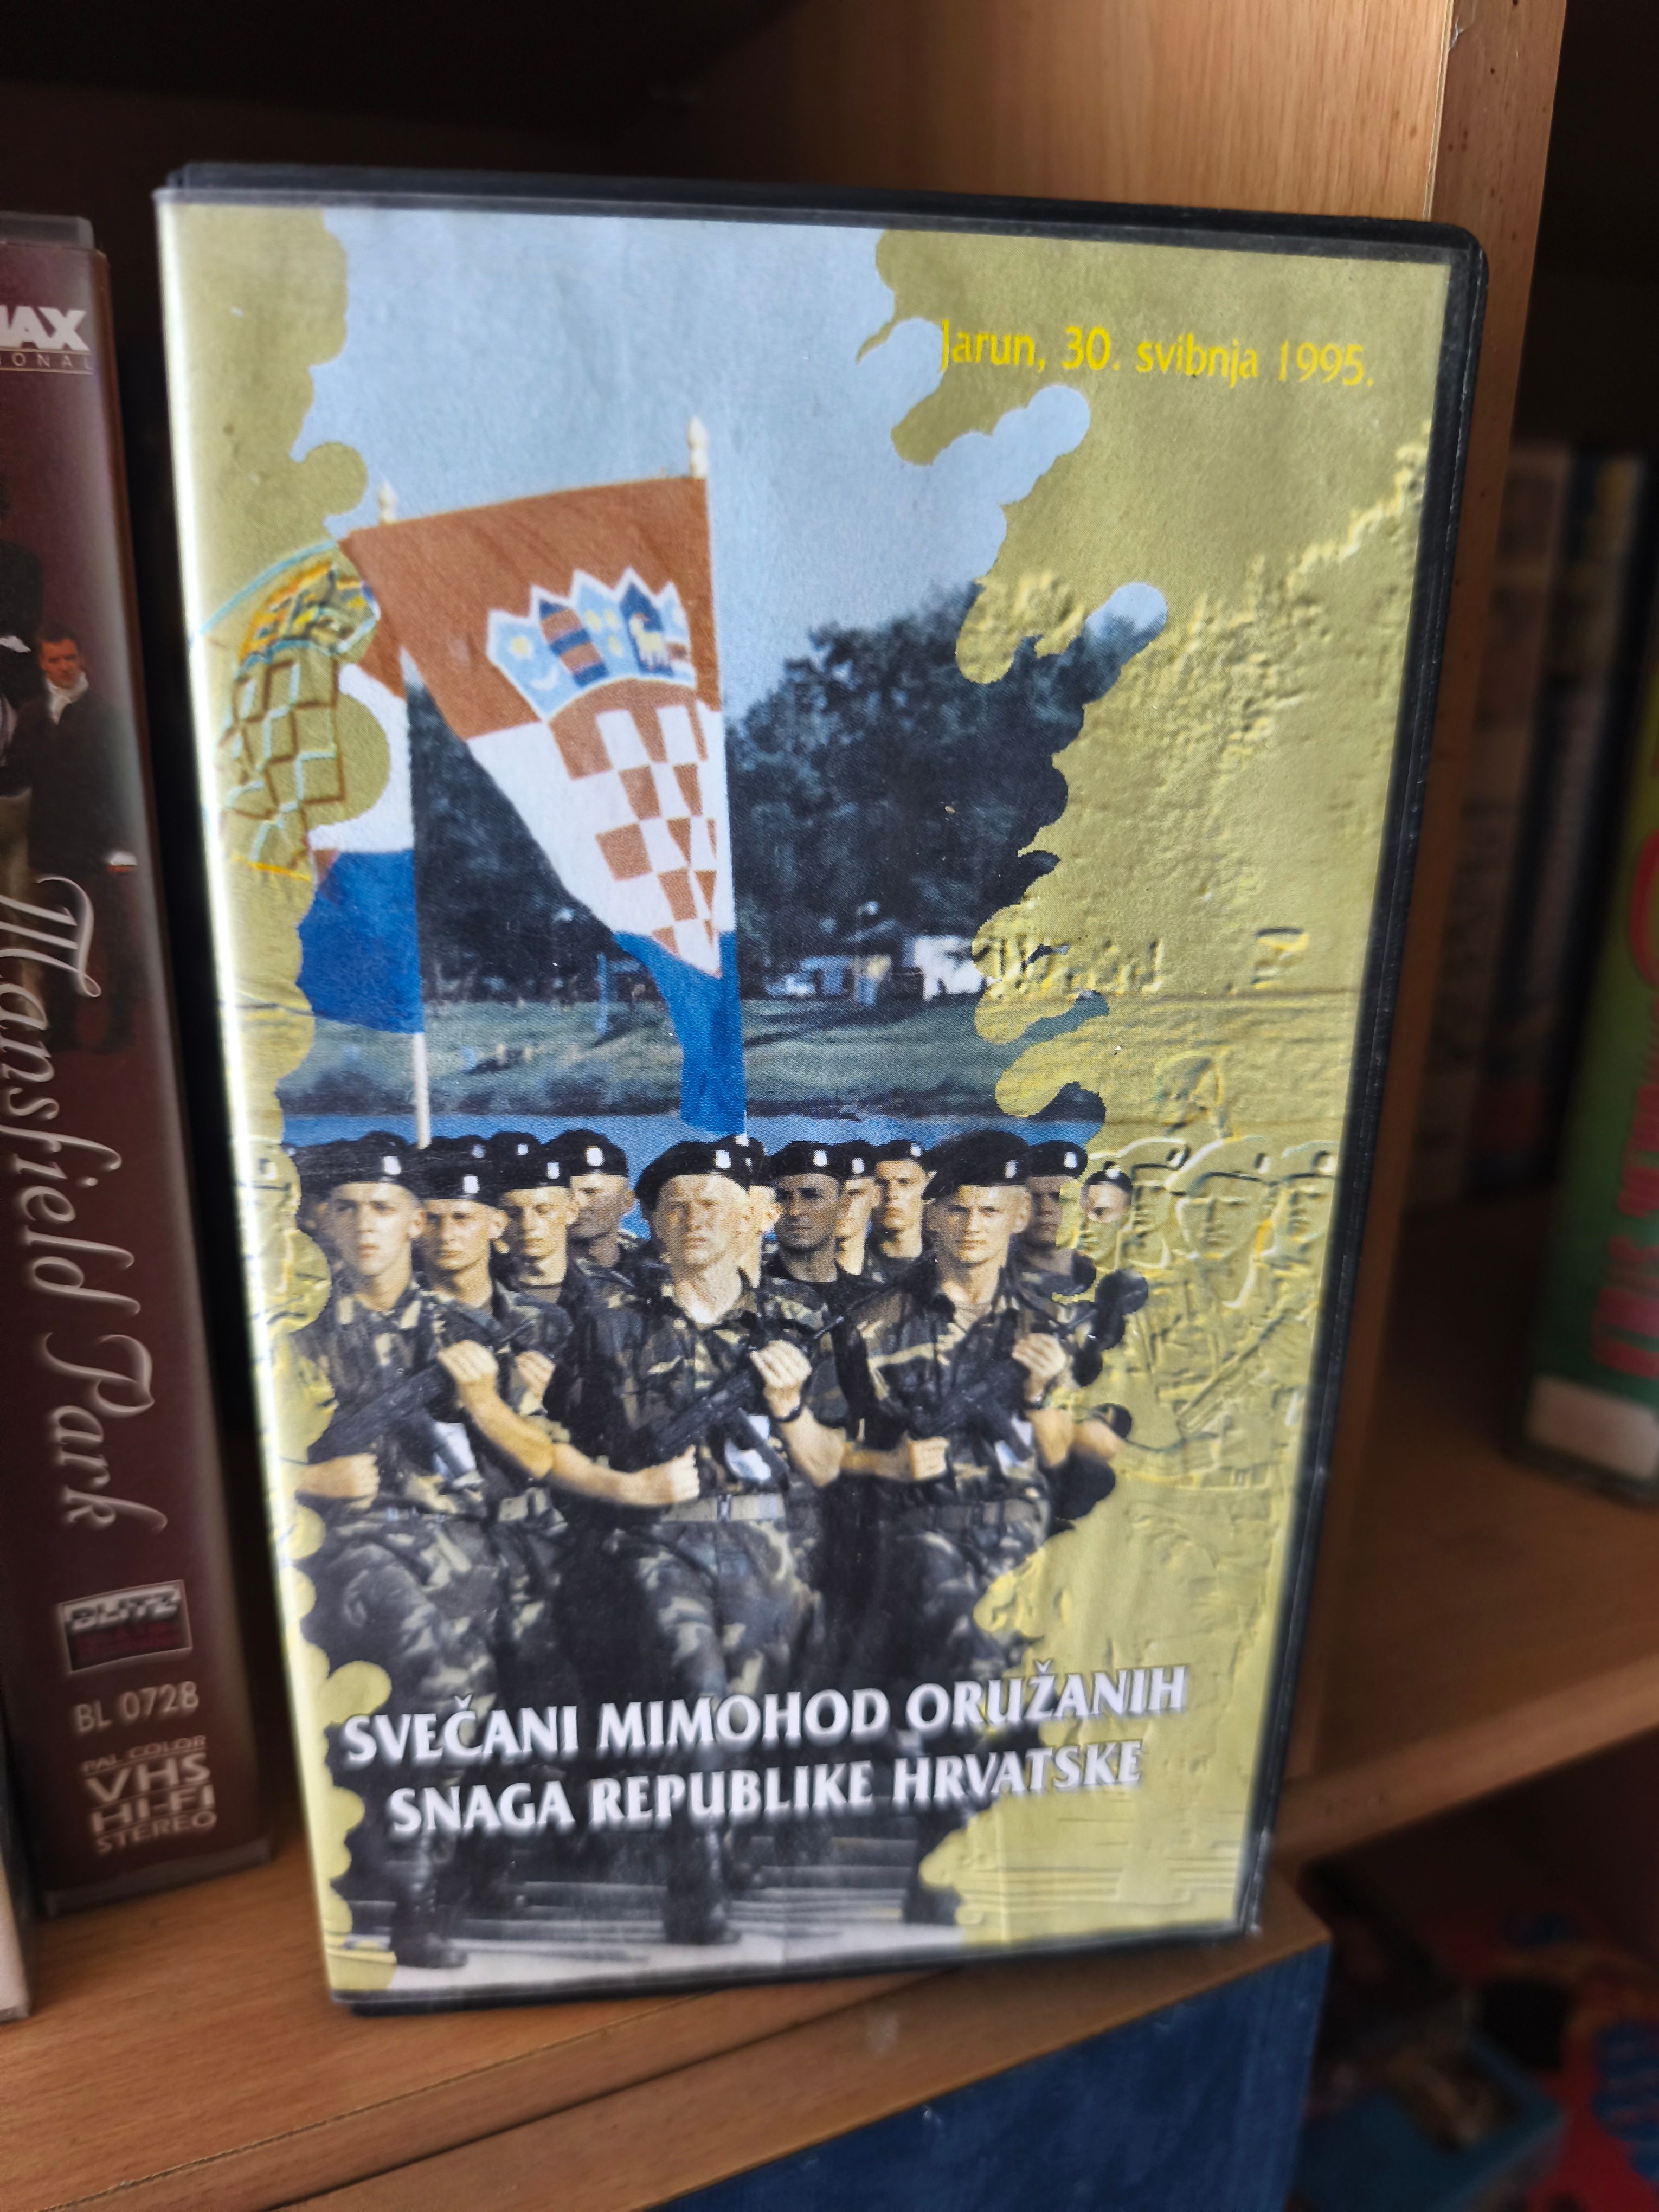 Jarun, 30. svibnja 1995.
SVEČANI MIMOHOD ORUŽANIH
SNAGA REPUBLIKE HRVATSKE
Mansfield Park
BLITZ
BL 0728
PAL COLOR
VHS
HI-FI
STEREO